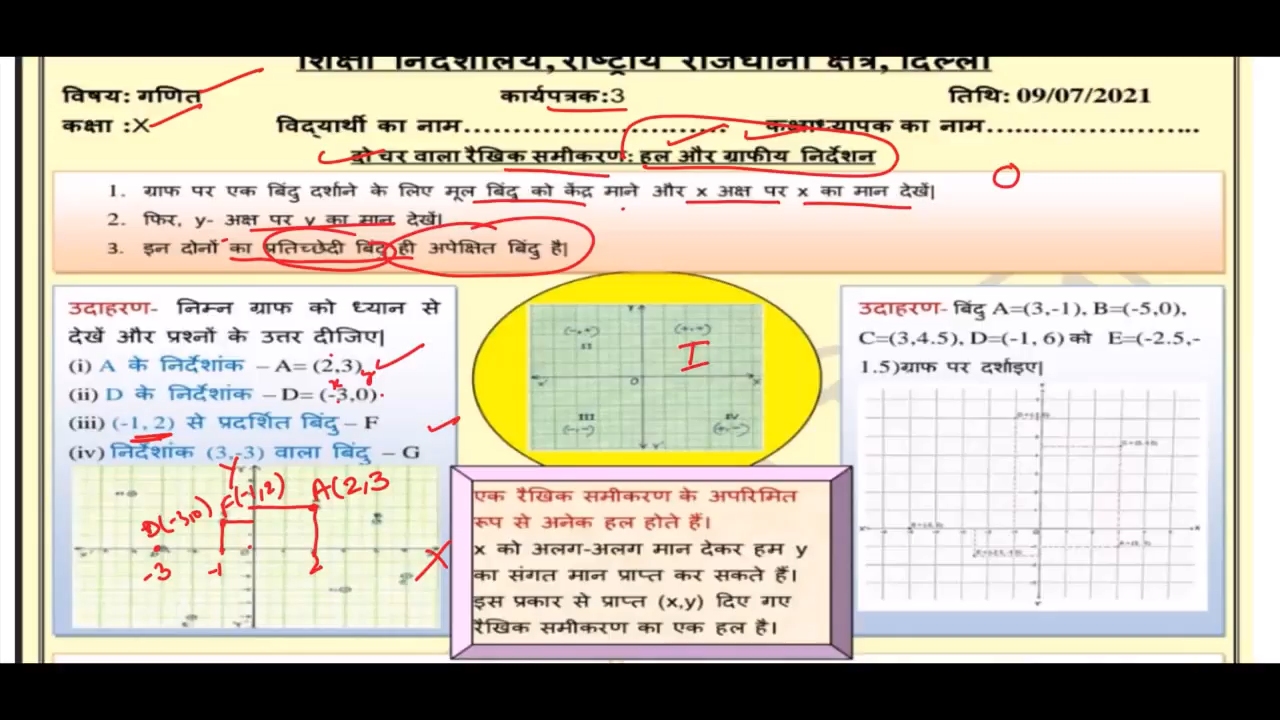 शिक्षा निदेशालय, राष्ट्रीय राजधानी क्षेत्र, दिल्ली
विषय: गणित कार्यपत्रक:3 तिथि: 09/07/2021
कक्षा :X विद्यार्थी का नाम.............................. कक्षाध्यापक का नाम........................
दो चर वाला रैखिक समीकरण: हल और ग्राफीय निर्देशन
1. ग्राफ पर एक बिंदु दर्शाने के लिए मूल बिंदु को केंद्र माने और x अक्ष पर x का मान देखें|
2. फिर, y- अक्ष पर y का मान देखें|
3. इन दोनों का प्रतिच्छेदी बिंदु ही अपेक्षित बिंदु है|
O
उदाहरण- निम्न ग्राफ को ध्यान से
देखें और प्रश्नों के उत्तर दीजिए|
(i) A के निर्देशांक – A= (2,3)
(ii) D के निर्देशांक – D= (-3,0)
(iii) (-1, 2) से प्रदर्शित बिंदु – F
(iv) निर्देशांक (3,-3) वाला बिंदु – G
x y
Y
F(-1,2) A(2,3
D(-3,0)
-3 -1 2 X
Y
(-,+) (+,+)
II I
X' O X
III IV
(-,-) (+,-)
Y'
एक रैखिक समीकरण के अपरिमित
रूप से अनेक हल होते हैं।
x को अलग-अलग मान देकर हम y
का संगत मान प्राप्त कर सकते हैं।
इस प्रकार से प्राप्त (x,y) दिए गए
रैखिक समीकरण का एक हल है।
उदाहरण- बिंदु A=(3,-1), B=(-5,0),
C=(3,4.5), D=(-1, 6) को E=(-2.5,-
1.5)ग्राफ पर दर्शाइए|